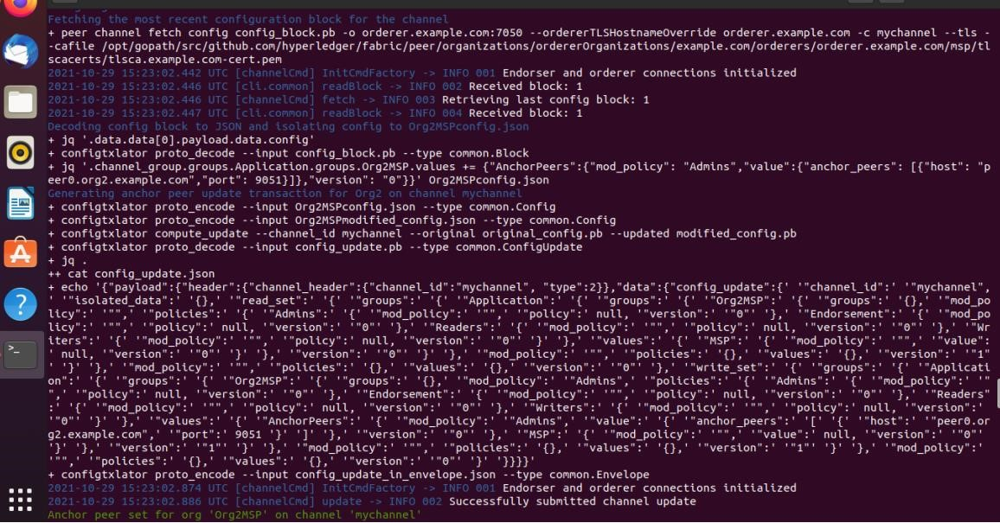 Fetching the most recent configuration block for the channel
+ peer channel fetch config config_block.pb -o orderer.example.com:7050 --ordererTLSHostnameOverride orderer.example.com -c mychannel --tls -
-cafile /opt/gopath/src/github.com/hyperledger/fabric/peer/organizations/ordererOrganizations/example.com/orderers/orderer.example.com/msp/tl
scacerts/tlsca.example.com-cert.pem
2021-10-29 15:23:02.442 UTC [channelCmd] InitCmdFactory -> INFO 001 Endorser and orderer connections initialized
2021-10-29 15:23:02.446 UTC [cli.common] readBlock -> INFO 002 Received block: 1
2021-10-29 15:23:02.446 UTC [channelCmd] fetch -> INFO 003 Retrieving last config block: 1
2021-10-29 15:23:02.447 UTC [cli.common] readBlock -> INFO 004 Received block: 1
Decoding config block to JSON and isolating config to Org2MSPconfig.json
+ jq '.data.data[0].payload.data.config'
+ configtxlator proto_decode --input config_block.pb --type common.Block
+ jq '.channel_group.groups.Application.groups.Org2MSP.values += {"AnchorPeers":{"mod_policy": "Admins","value":{"anchor_peers": [{"host": "p
eer0.org2.example.com","port": 9051}]},"version": "0"}}' Org2MSPconfig.json
Generating anchor peer update transaction for Org2 on channel mychannel
+ configtxlator proto_encode --input Org2MSPconfig.json --type common.Config
+ configtxlator proto_encode --input Org2MSPmodified_config.json --type common.Config
+ configtxlator compute_update --channel_id mychannel --original original_config.pb --updated modified_config.pb
+ configtxlator proto_decode --input config_update.pb --type common.ConfigUpdate
+ jq .
++ cat config_update.json
+ echo '{"payload":{"header":{"channel_header":{"channel_id":"mychannel", "type":2}},"data":{"config_update":{' '"channel_id":' '"mychannel",
' '"isolated_data":' '{},' '"read_set":' '{' '"groups":' '{' '"Application":' '{' '"groups":' '{' '"Org2MSP":' '{' '"groups":' '{},' '"mod_po
licy":' '"",' '"policies":' '{' '"Admins":' '{' '"mod_policy":' '"",' '"policy":' null, '"version":' '"0"' '},' '"Endorsement":' '{' '"mod_po
licy":' '"",' '"policy":' null, '"version":' '"0"' '},' '"Readers":' '{' '"mod_policy":' '"",' '"policy":' null, '"version":' '"0"' '},' '"Wr
iters":' '{' '"mod_policy":' '"",' '"policy":' null, '"version":' '"0"' '}' '},' '"values":' '{' '"MSP":' '{' '"mod_policy":' '"",' '"value":
' null, '"version":' '"0"' '}' '},' '"version":' '"0"' '}' '},' '"mod_policy":' '"",' '"policies":' '{},' '"values":' '{},' '"version":' '"1"
' '}' '},' '"mod_policy":' '"",' '"policies":' '{},' '"values":' '{},' '"version":' '"0"' '},' '"write_set":' '{' '"groups":' '{' '"Applicati
on":' '{' '"groups":' '{' '"Org2MSP":' '{' '"groups":' '{},' '"mod_policy":' '"Admins",' '"policies":' '{' '"Admins":' '{' '"mod_policy":' '"
",' '"policy":' null, '"version":' '"0"' '},' '"Endorsement":' '{' '"mod_policy":' '"",' '"policy":' null, '"version":' '"0"' '},' '"Readers"
:' '{' '"mod_policy":' '"",' '"policy":' null, '"version":' '"0"' '},' '"Writers":' '{' '"mod_policy":' '"",' '"policy":' null, '"version":'
'"0"' '}' '},' '"values":' '{' '"AnchorPeers":' '{' '"mod_policy":' '"Admins",' '"value":' '{' '"anchor_peers":' '[' '{' '"host":' '"peer0.or
g2.example.com",' '"port":' 9051 '}' ']' '},' '"version":' '"0"' '},' '"MSP":' '{' '"mod_policy":' '"",' '"value":' null, '"version":' '"0"'
'}' '},' '"version":' '"1"' '}' '},' '"mod_policy":' '"",' '"policies":' '{},' '"values":' '{},' '"version":' '"1"' '}' '},' '"mod_policy":'
'"",' '"policies":' '{},' '"values":' '{},' '"version":' '"0"' '}' '}}}}'
+ configtxlator proto_encode --input config_update_in_envelope.json --type common.Envelope
2021-10-29 15:23:02.874 UTC [channelCmd] InitCmdFactory -> INFO 001 Endorser and orderer connections initialized
2021-10-29 15:23:02.886 UTC [channelCmd] update -> INFO 002 Successfully submitted channel update
Anchor peer set for org 'Org2MSP' on channel 'mychannel'